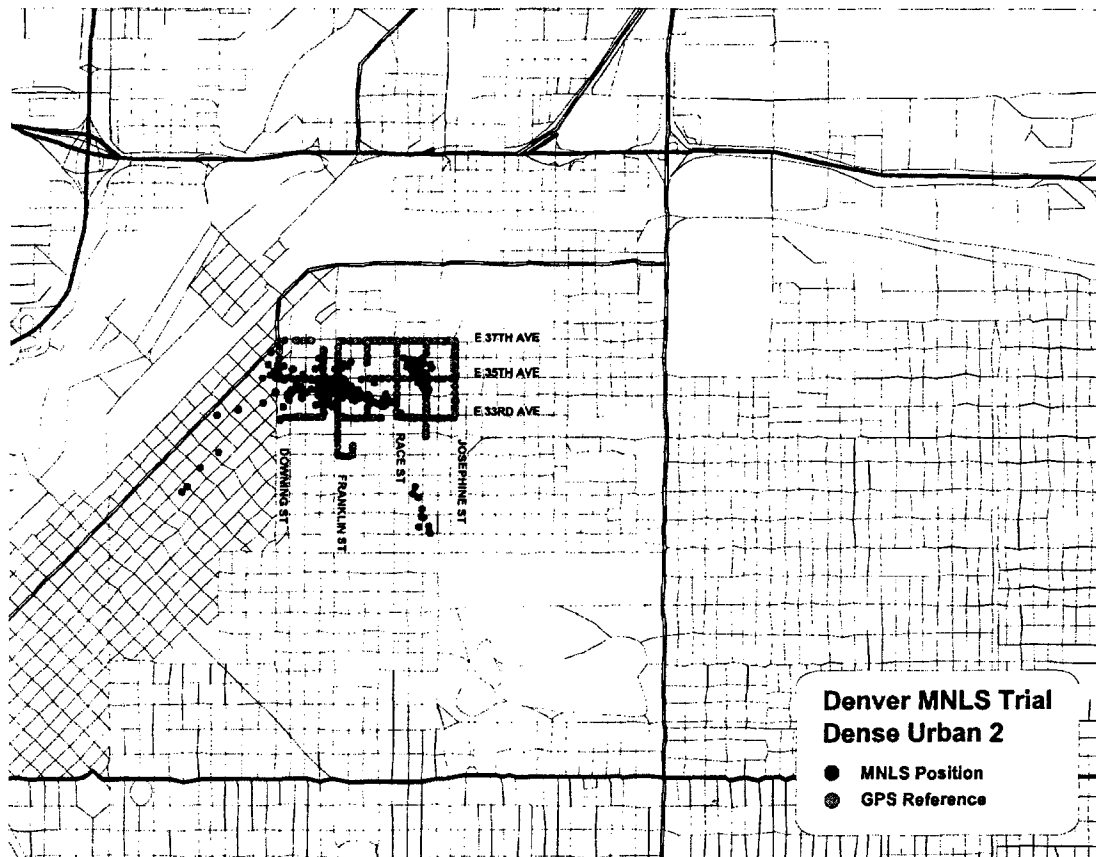 E 37TH AVE
E 35TH AVE
E 33RD AVE
DOWNING ST
FRANKLIN ST
RACE ST
JOSEPHINE ST
Denver MNLS Trial
Dense Urban 2
MNLS Position
GPS Reference